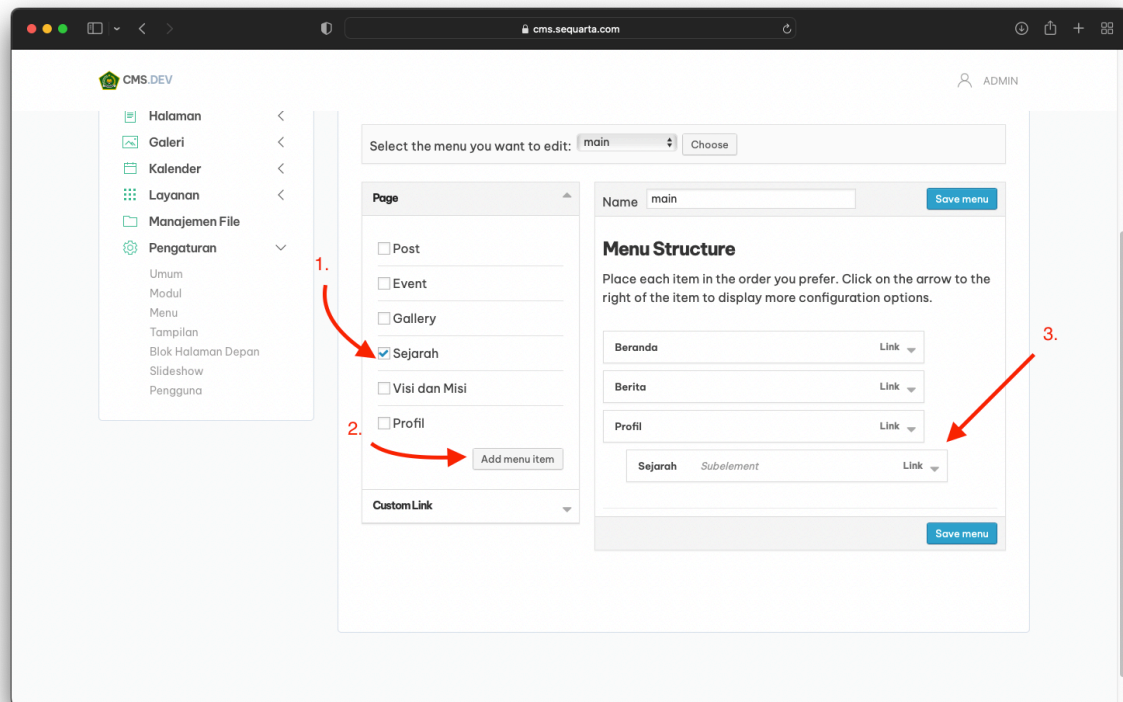 cms.sequarta.com
CMS.DEV
ADMIN
Halaman
Galeri
Kalender
Layanan
Manajemen File
Pengaturan
Umum
Modul
Menu
Tampilan
Blok Halaman Depan
Slideshow
Pengguna
Select the menu you want to edit: main Choose
Page
1.
Post
Event
Gallery
Sejarah
Visi dan Misi
Profil
2.
Add menu item
Custom Link
Name main Save menu
Menu Structure
Place each item in the order you prefer. Click on the arrow to the
right of the item to display more configuration options.
3.
Beranda Link
Berita Link
Profil Link
Sejarah Subelement Link
Save menu